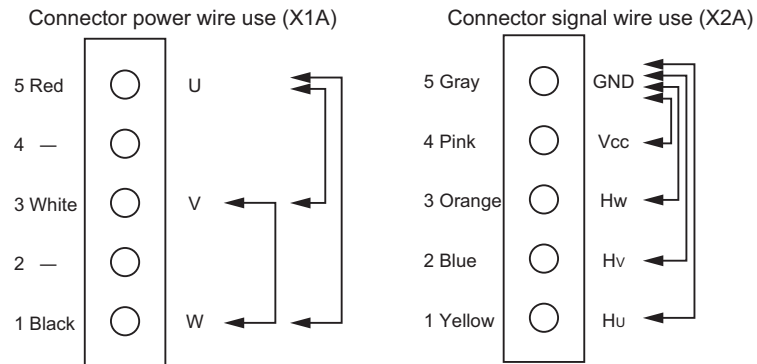 Connector power wire use (X1A)
5 Red U
4 —
3 White V
2 —
1 Black W
Connector signal wire use (X2A)
5 Gray GND
4 Pink Vcc
3 Orange Hw
2 Blue Hv
1 Yellow Hu